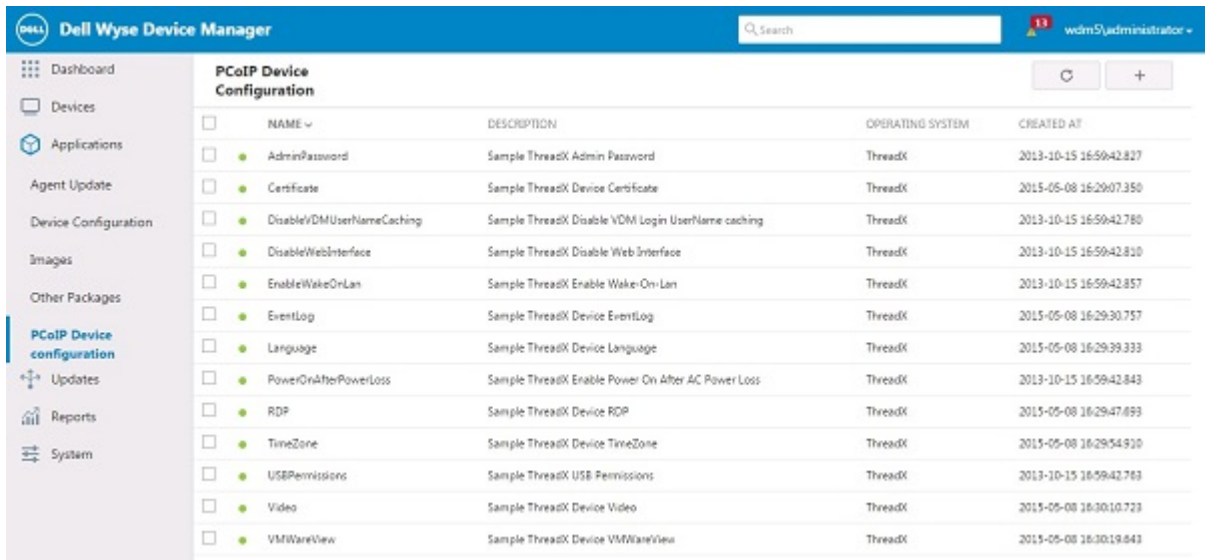 DELL Dell Wyse Device Manager
Search
13
wdm5\administrator
Dashboard
Devices
Applications
Agent Update
Device Configuration
Images
Other Packages
PCoIP Device
configuration
Updates
Reports
System
PCoIP Device
Configuration
NAME DESCRIPTION OPERATING SYSTEM CREATED AT
AdminPassword Sample ThreadX Admin Password ThreadX 2013-10-15 16:59:42.827
Certificate Sample ThreadX Device Certificate ThreadX 2015-05-08 16:29:07.350
DisableVDMUserNameCaching Sample ThreadX Disable VDM Login UserName caching ThreadX 2013-10-15 16:59:42.780
DisableWebInterface Sample ThreadX Disable Web Interface ThreadX 2013-10-15 16:59:42.810
EnableWakeOnLan Sample ThreadX Enable Wake-On-Lan ThreadX 2013-10-15 16:59:42.857
EventLog Sample ThreadX Device EventLog ThreadX 2015-05-08 16:29:30.757
Language Sample ThreadX Device Language ThreadX 2015-05-08 16:29:39.333
PowerOnAfterPowerLoss Sample ThreadX Enable Power On After AC Power Loss ThreadX 2013-10-15 16:59:42.843
RDP Sample ThreadX Device RDP ThreadX 2015-05-08 16:29:47.693
TimeZone Sample ThreadX Device TimeZone ThreadX 2015-05-08 16:29:54.910
USBPermissions Sample ThreadX USB Permissions ThreadX 2013-10-15 16:59:42.763
Video Sample ThreadX Device Video ThreadX 2015-05-08 16:30:10.723
VMWareView Sample ThreadX Device VMWareView ThreadX 2015-05-08 16:30:19.643